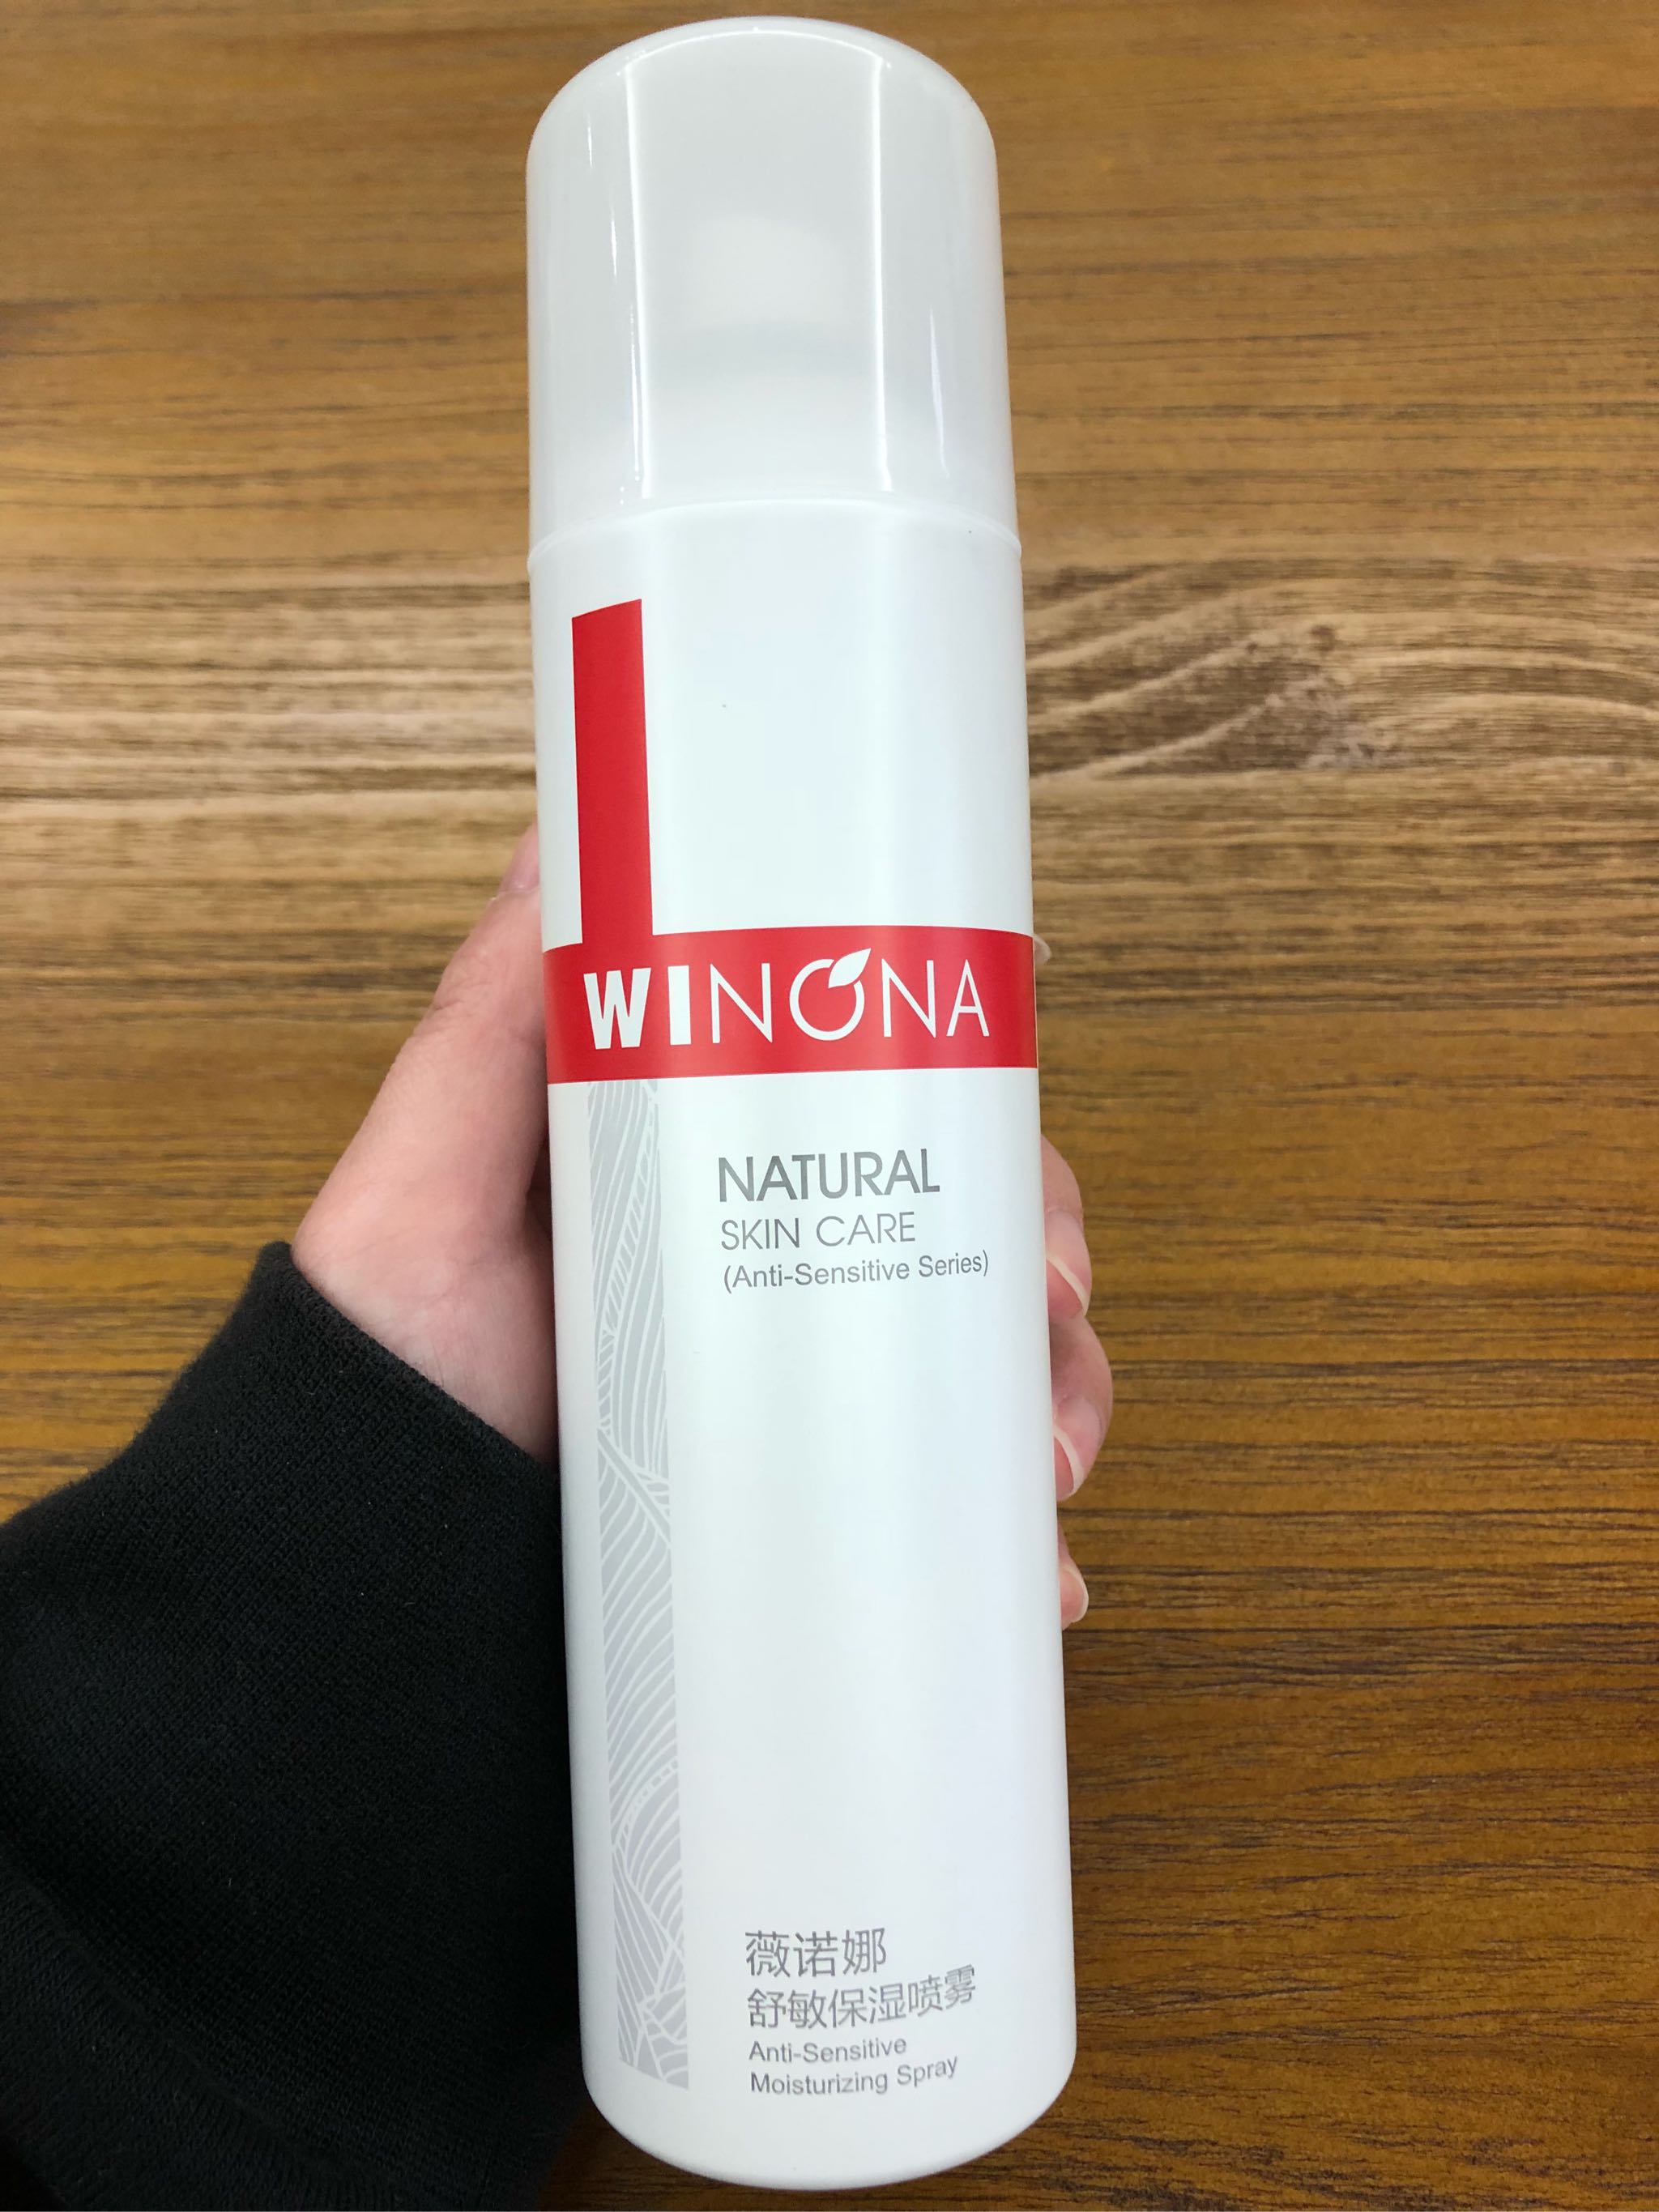 WINONA
NATURAL
SKIN CARE
(Anti-Sensitive Series)
薇诺娜
舒敏保湿喷雾
Anti-Sensitive
Moisturizing Spray